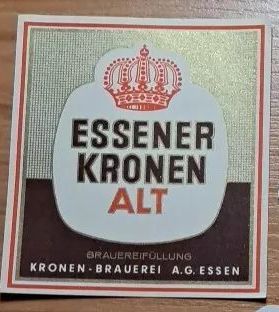 ESSENER
KRONEN
ALT
BRAUEREIFÜLLUNG
KRONEN-BRAUEREI A.G. ESSEN